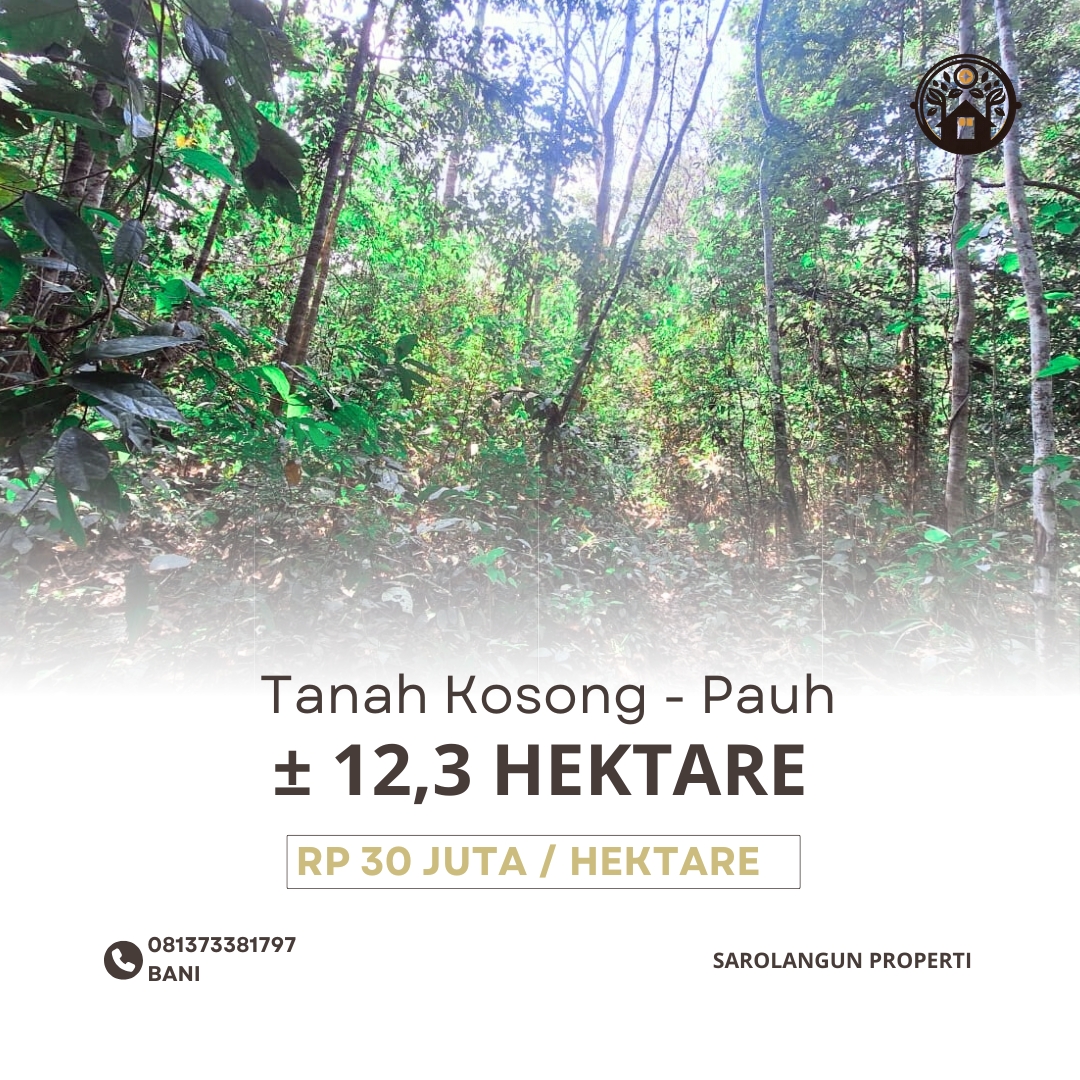 Tanah Kosong - Pauh
± 12,3 HEKTARE
RP 30 JUTA / HEKTARE
081373381797
BANI
SAROLANGUN PROPERTI